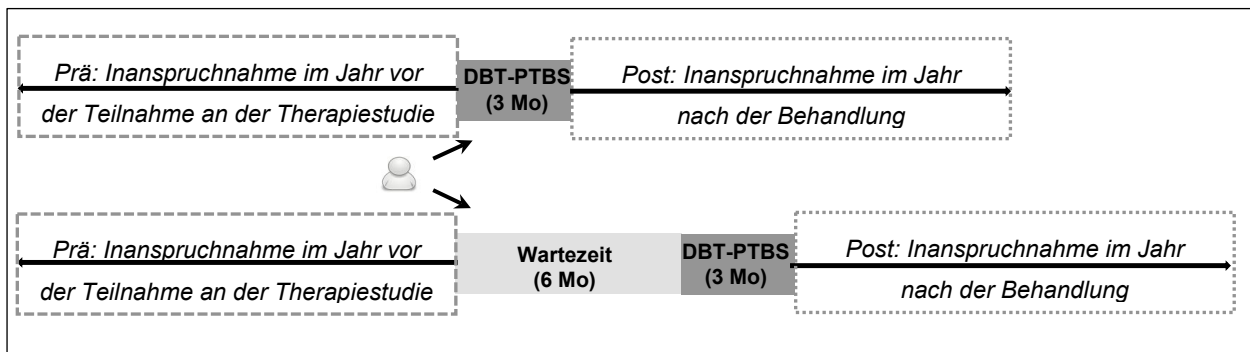 Prä: Inanspruchnahme im Jahr vor
der Teilnahme an der Therapiestudie
DBT-PTBS
(3 Mo)
Post: Inanspruchnahme im Jahr
nach der Behandlung
Prä: Inanspruchnahme im Jahr vor
der Teilnahme an der Therapiestudie
Wartezeit
(6 Mo)
DBT-PTBS
(3 Mo)
Post: Inanspruchnahme im Jahr
nach der Behandlung